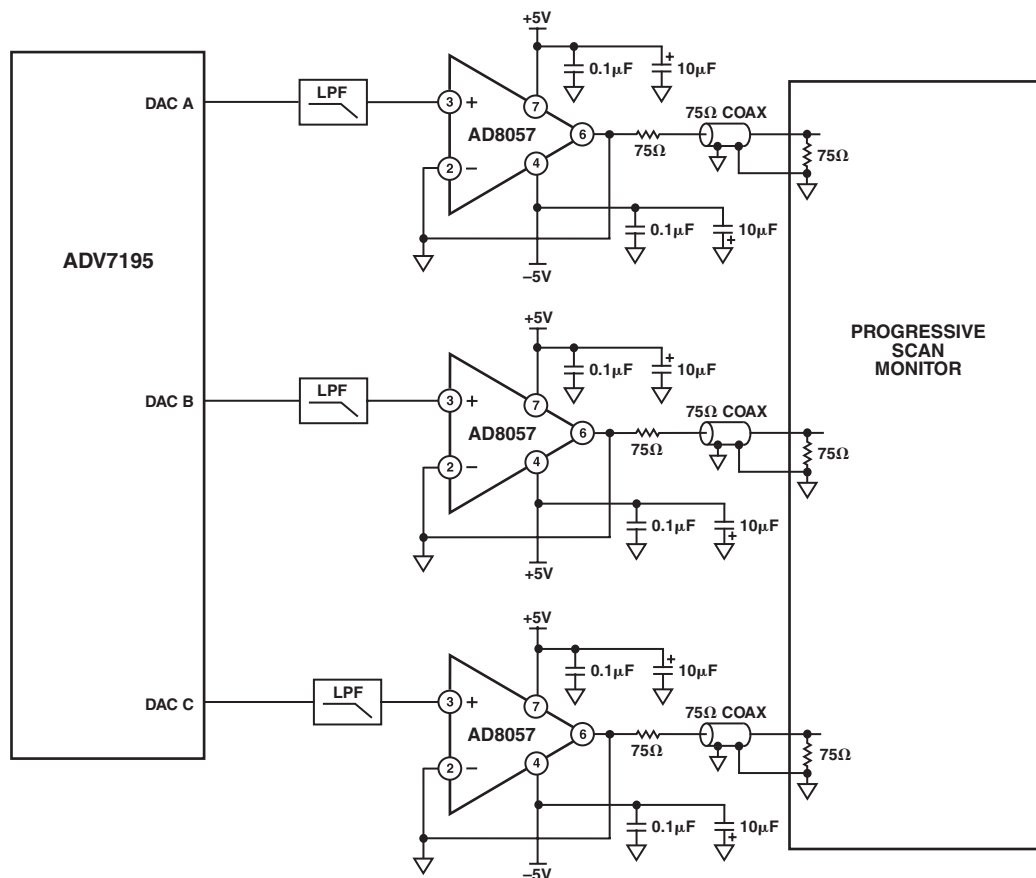 +5V
0.1μF
+
10μF
DAC A
LPF
3
+
7
AD8057
6
75Ω
75Ω COAX
75Ω
2
−
4
0.1μF
10μF
+
−5V
ADV7195
PROGRESSIVE
SCAN
MONITOR
+5V
0.1μF
+
10μF
DAC B
LPF
3
+
7
AD8057
6
75Ω
75Ω COAX
75Ω
2
−
4
0.1μF
10μF
+
+5V
+5V
0.1μF
+
10μF
DAC C
LPF
3
+
7
AD8057
6
75Ω
75Ω COAX
75Ω
2
−
4
0.1μF
10μF
+
−5V